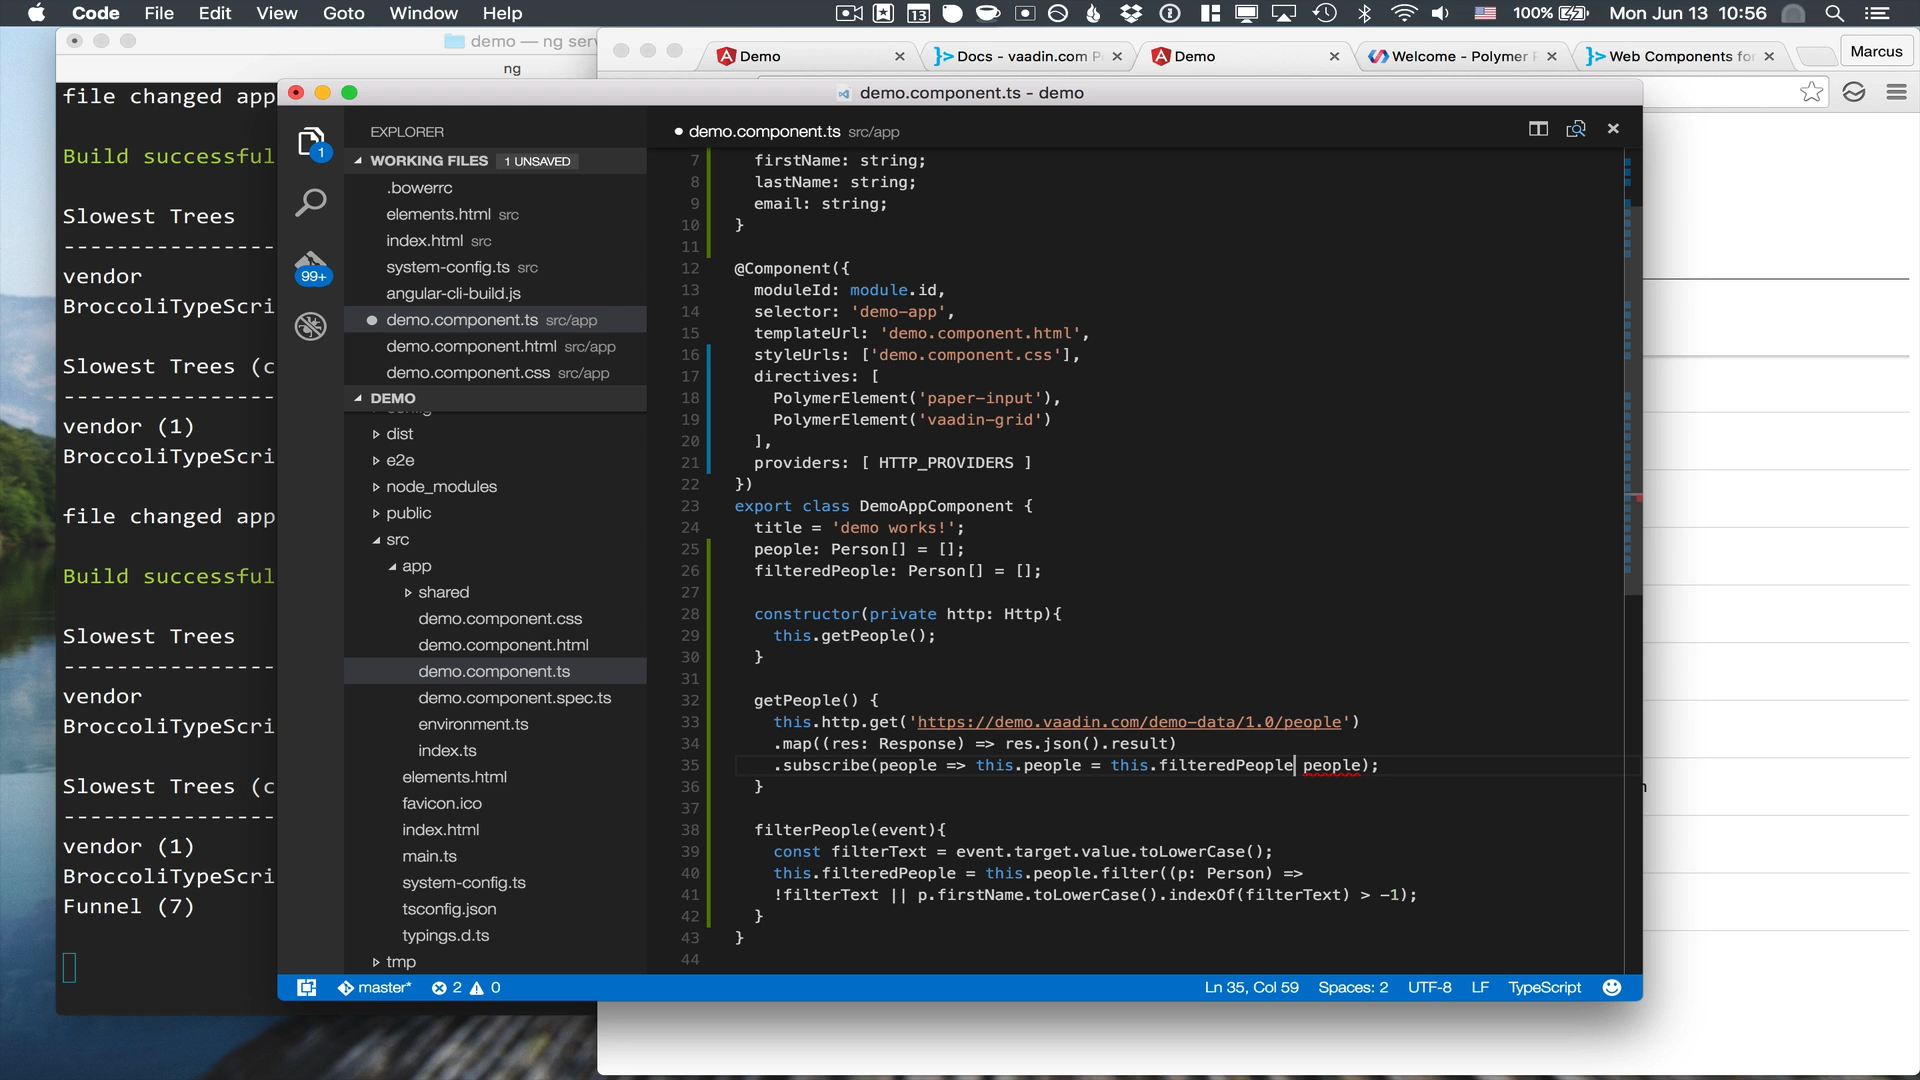 Code File Edit View Goto Window Help
13 100% Mon Jun 13 10:56
demo — ng serv
ng
Demo
Docs - vaadin.com
Demo
Welcome - Polymer
Web Components for
Marcus
file changed app
Build successful
Slowest Trees
vendor
BroccoliTypeScri
Slowest Trees (c
vendor (1)
BroccoliTypeScri
file changed app
Build successful
Slowest Trees
vendor
BroccoliTypeScri
Slowest Trees (c
vendor (1)
BroccoliTypeScri
Funnel (7)
demo.component.ts - demo
1
99+
EXPLORER
WORKING FILES 1 UNSAVED
.bowerrc
elements.html src
index.html src
system-config.ts src
angular-cli-build.js
demo.component.ts src/app
demo.component.html src/app
demo.component.css src/app
DEMO
config
dist
e2e
node_modules
public
src
app
shared
demo.component.css
demo.component.html
demo.component.ts
demo.component.spec.ts
environment.ts
index.ts
elements.html
favicon.ico
index.html
main.ts
system-config.ts
tsconfig.json
typings.d.ts
tmp
demo.component.ts src/app
7 firstName: string;
8 lastName: string;
9 email: string;
10 }
11
12 @Component({
13 moduleId: module.id,
14 selector: 'demo-app',
15 templateUrl: 'demo.component.html',
16 styleUrls: ['demo.component.css'],
17 directives: [
18 PolymerElement('paper-input'),
19 PolymerElement('vaadin-grid')
20 ],
21 providers: [ HTTP_PROVIDERS ]
22 })
23 export class DemoAppComponent {
24 title = 'demo works!';
25 people: Person[] = [];
26 filteredPeople: Person[] = [];
27
28 constructor(private http: Http){
29 this.getPeople();
30 }
31
32 getPeople() {
33 this.http.get('https://demo.vaadin.com/demo-data/1.0/people')
34 .map((res: Response) => res.json().result)
35 .subscribe(people => this.people = this.filteredPeople people);
36 }
37
38 filterPeople(event){
39 const filterText = event.target.value.toLowerCase();
40 this.filteredPeople = this.people.filter((p: Person) =>
41 !filterText || p.firstName.toLowerCase().indexOf(filterText) > -1);
42 }
43 }
44
master* 2 0
Ln 35, Col 59 Spaces: 2 UTF-8 LF TypeScript